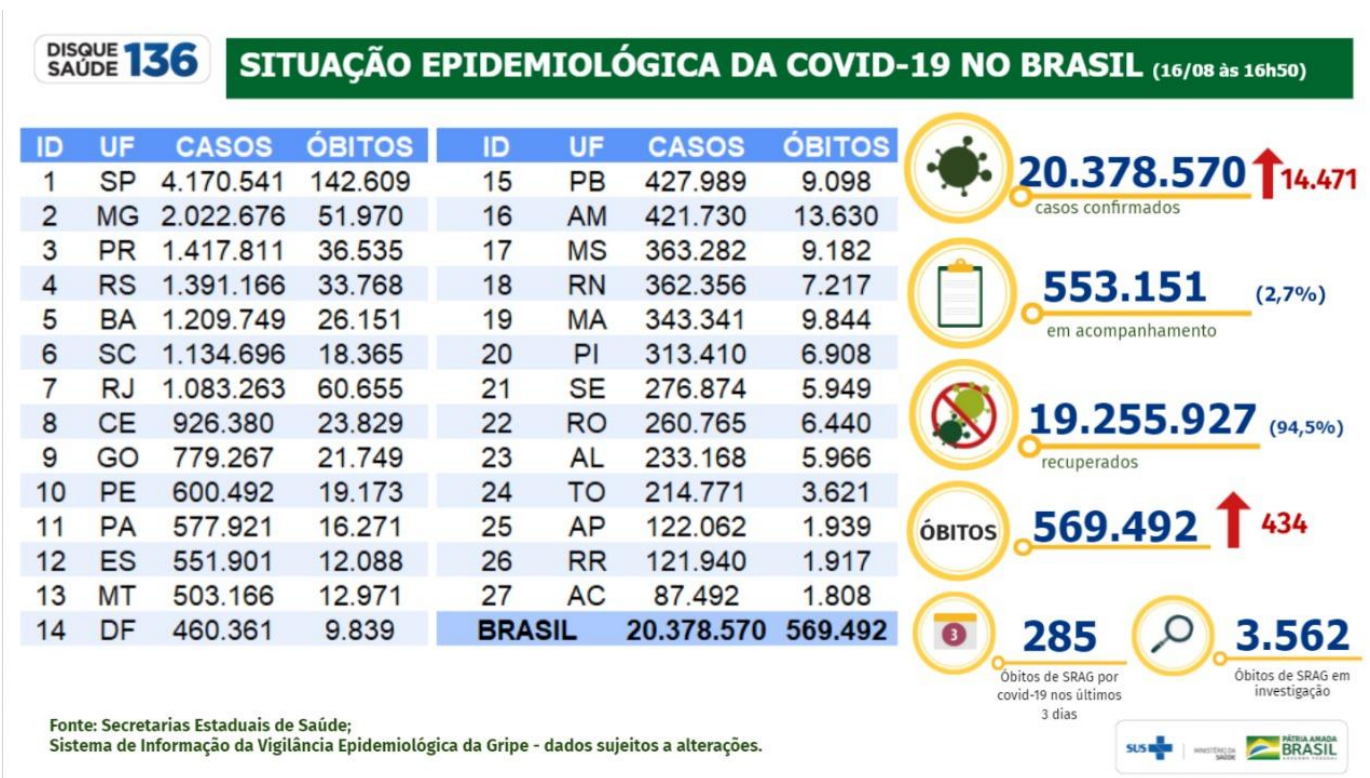 DISQUE SAÚDE 136
SITUAÇÃO EPIDEMIOLÓGICA DA COVID-19 NO BRASIL (16/08 às 16h50)
ID UF CASOS ÓBITOS ID UF CASOS ÓBITOS
1 SP 4.170.541 142.609 15 PB 427.989 9.098
2 MG 2.022.676 51.970 16 AM 421.730 13.630
3 PR 1.417.811 36.535 17 MS 363.282 9.182
4 RS 1.391.166 33.768 18 RN 362.356 7.217
5 BA 1.209.749 26.151 19 MA 343.341 9.844
6 SC 1.134.696 18.365 20 PI 313.410 6.908
7 RJ 1.083.263 60.655 21 SE 276.874 5.949
8 CE 926.380 23.829 22 RO 260.765 6.440
9 GO 779.267 21.749 23 AL 233.168 5.966
10 PE 600.492 19.173 24 TO 214.771 3.621
11 PA 577.921 16.271 25 AP 122.062 1.939
12 ES 551.901 12.088 26 RR 121.940 1.917
13 MT 503.166 12.971 27 AC 87.492 1.808
14 DF 460.361 9.839 BRASIL 20.378.570 569.492
20.378.570 14.471
casos confirmados
553.151 (2,7%)
em acompanhamento
19.255.927 (94,5%)
recuperados
ÓBITOS 569.492 434
3
285
Óbitos de SRAG por
covid-19 nos últimos
3 dias
3.562
Óbitos de SRAG em
investigação
Fonte: Secretarias Estaduais de Saúde;
Sistema de Informação da Vigilância Epidemiológica da Gripe - dados sujeitos a alterações.
SUS
MINISTÉRIO DA
SAÚDE
PÁTRIA AMADA
BRASIL
GOVERNO FEDERAL